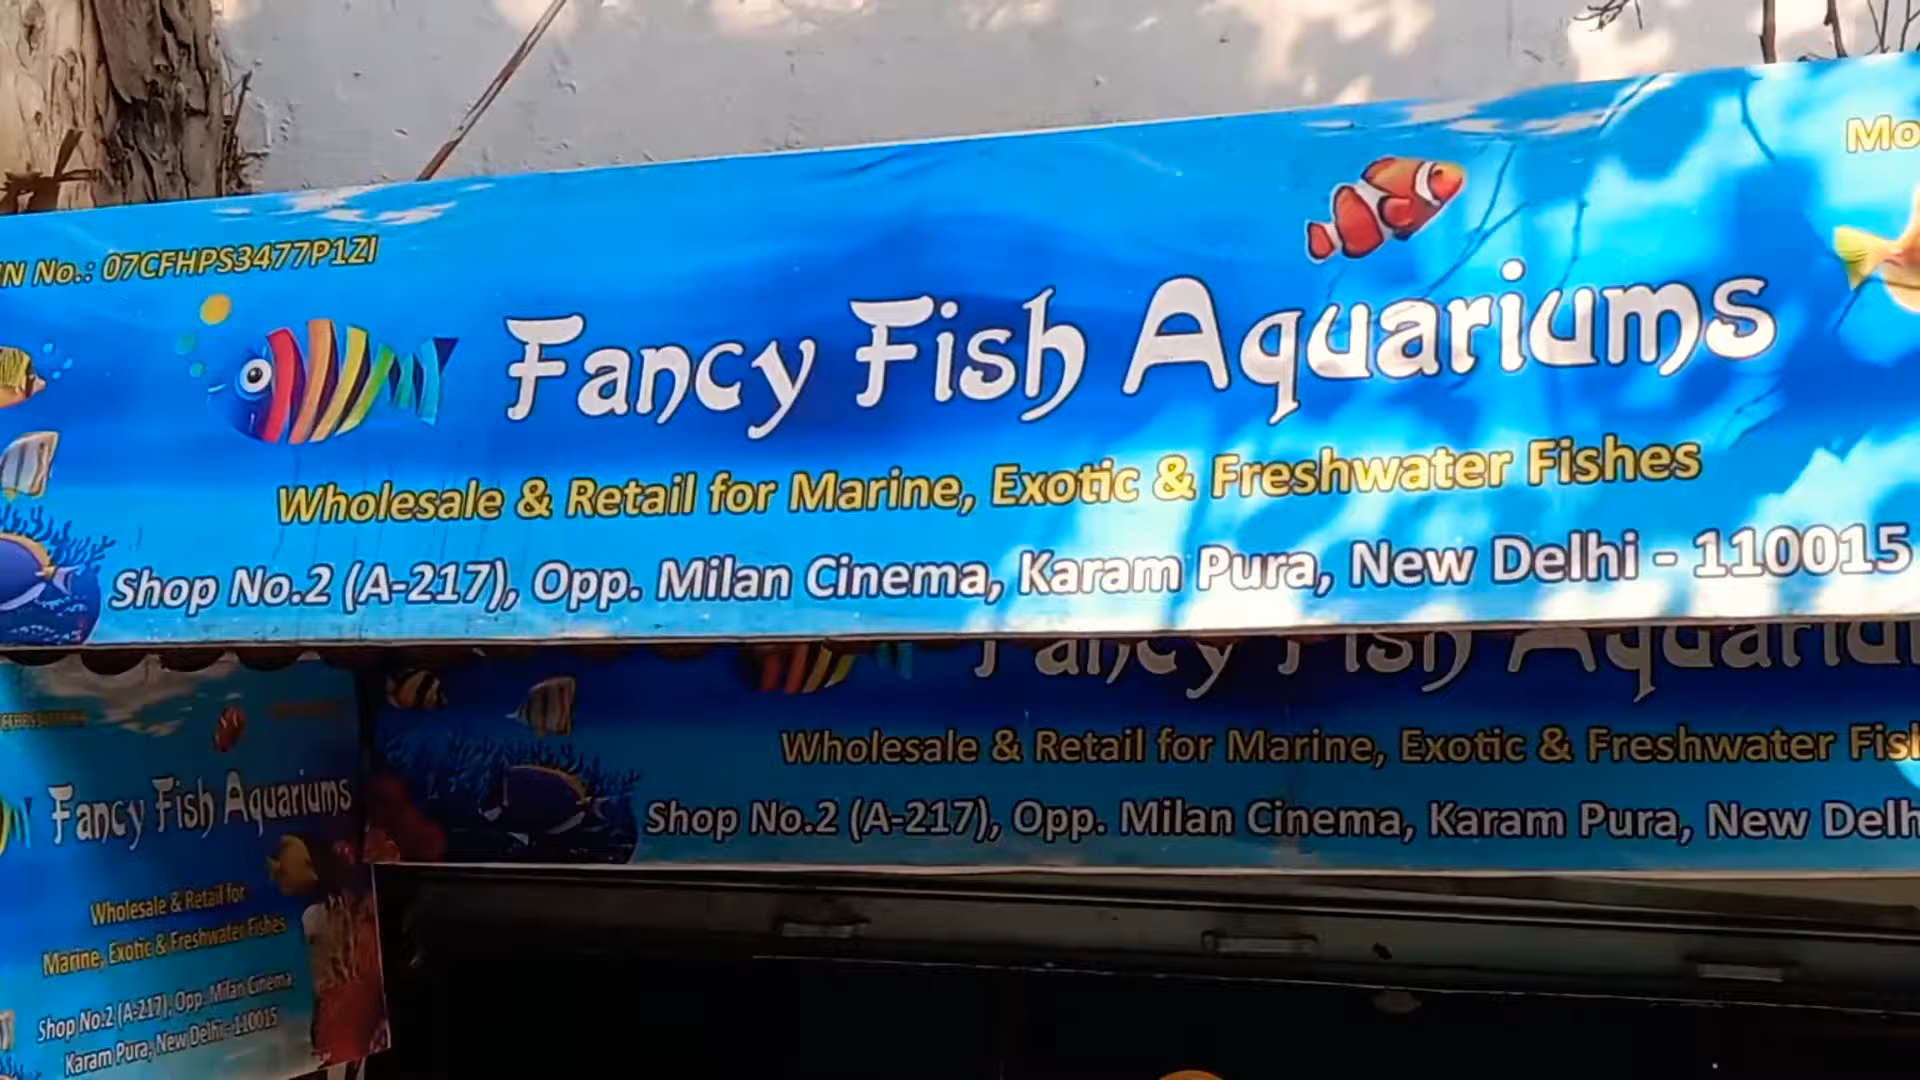 No.: 07CFHPS3477P1ZI
Fancy Fish Aquariums
Wholesale & Retail for Marine, Exotic & Freshwater Fishes
Shop No.2 (A-217), Opp. Milan Cinema, Karam Pura, New Delhi - 110015
Fancy Fish Aquariu
Wholesale & Retail for Marine, Exotic & Freshwater Fis
Shop No.2 (A-217), Opp. Milan Cinema, Karam Pura, New Delh
Fancy Fish Aquariums
Wholesale & Retail for
Marine, Exotic & Freshwater Fishes
Shop No.2 (A-217), Opp. Milan Cinema
Karam Pura, New Delhi - 110015